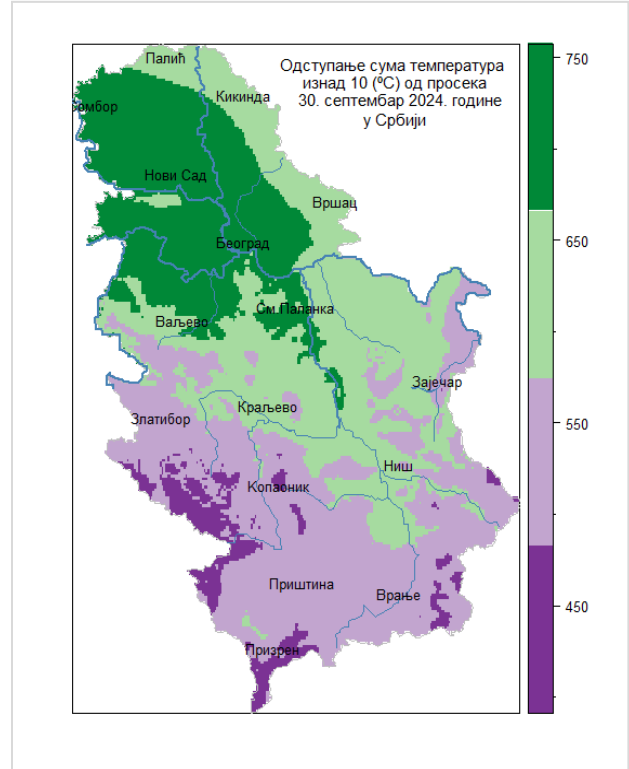 Палић
Одступање сума температура
изнад 10 (ºC) од просека
30. септембар 2024. године
у Србији
750
Кикинда
омбор
Нови Сад
Вршац
Београд
650
См.Паланка
Ваљево
Зајечар
Краљево
Златибор
550
Ниш
Копаоник
Приштина
Врање
450
Призрен